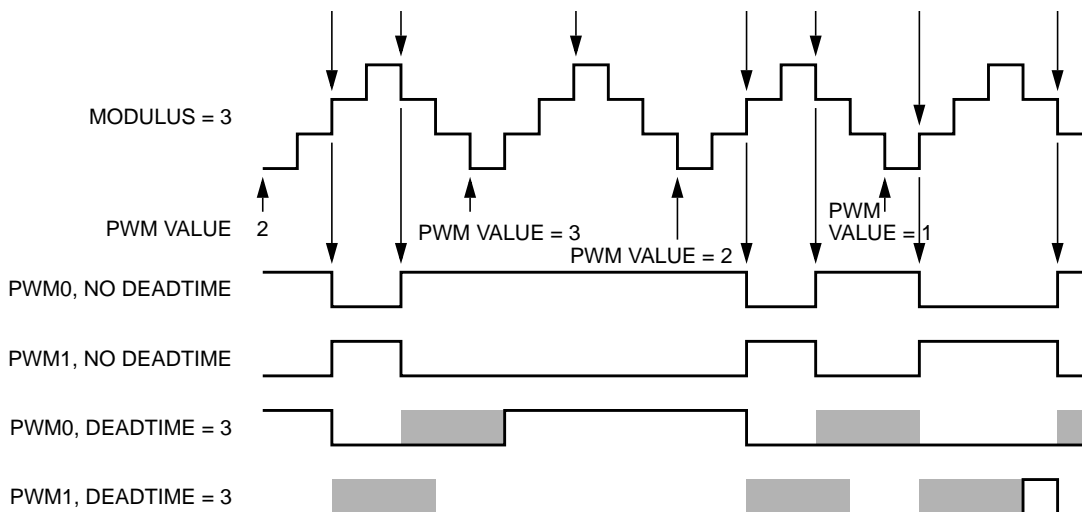 MODULUS = 3
PWM VALUE 2
PWM VALUE = 3
PWM VALUE = 2
PWM
VALUE = 1
PWM0, NO DEADTIME
PWM1, NO DEADTIME
PWM0, DEADTIME = 3
PWM1, DEADTIME = 3